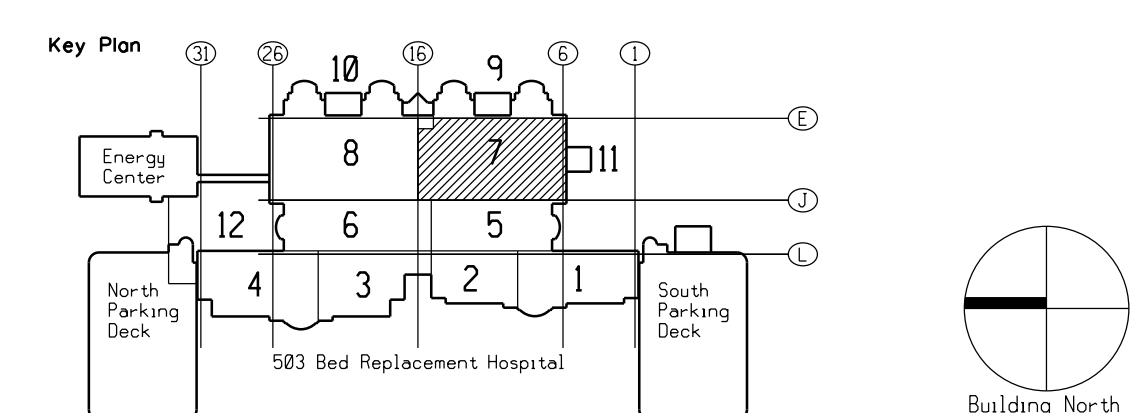 Key Plan
31
26
16
6
1
10
9
E
8
7
11
Energy
Center
J
12
6
5
L
4
3
2
1
North
Parking
Deck
South
Parking
Deck
503 Bed Replacement Hospital
Building North